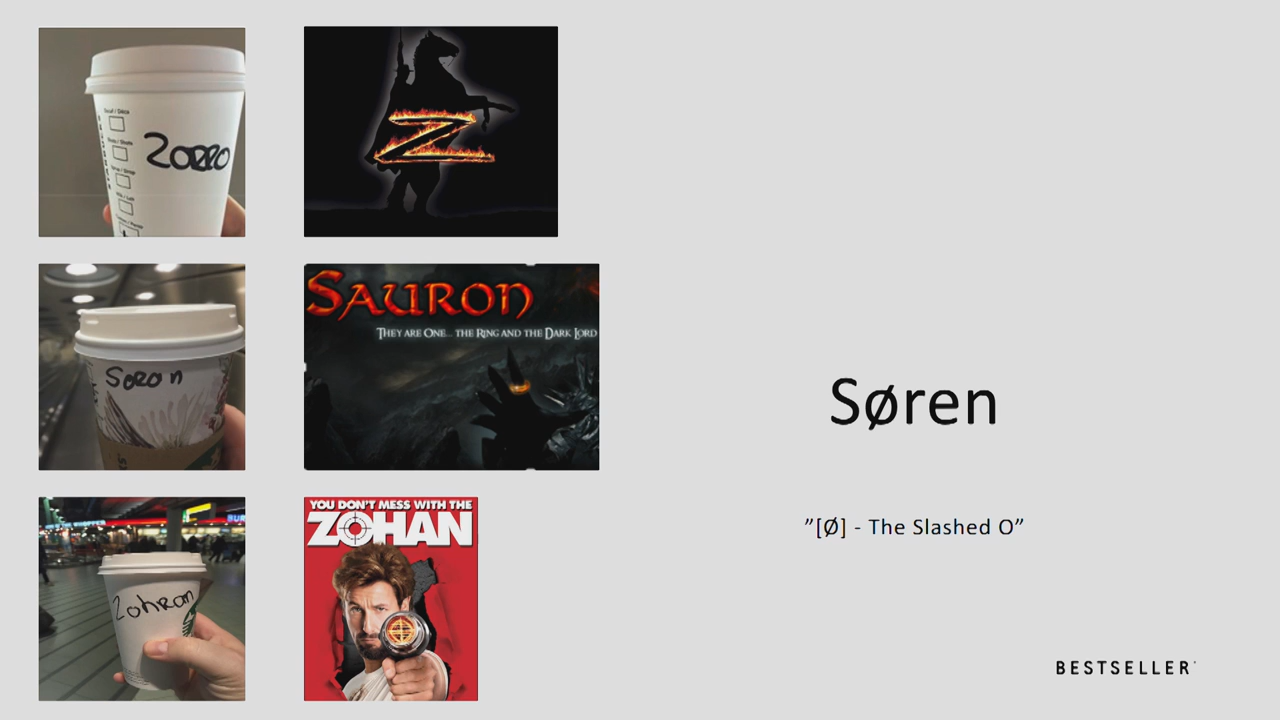 Zorro
Z
SAURON
THEY ARE ONE... THE RING AND THE DARK LORD
Soron
Søren
YOU DON'T MESS WITH THE
ZOHAN
Zohran
"[Ø] - The Slashed O"
BESTSELLER